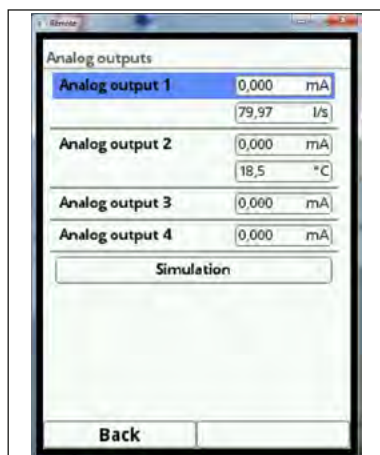 Remote
Analog outputs
Analog output 1 0,000 mA
79,97 l/s
Analog output 2 0,000 mA
18,5 °C
Analog output 3 0,000 mA
Analog output 4 0,000 mA
Simulation
Back